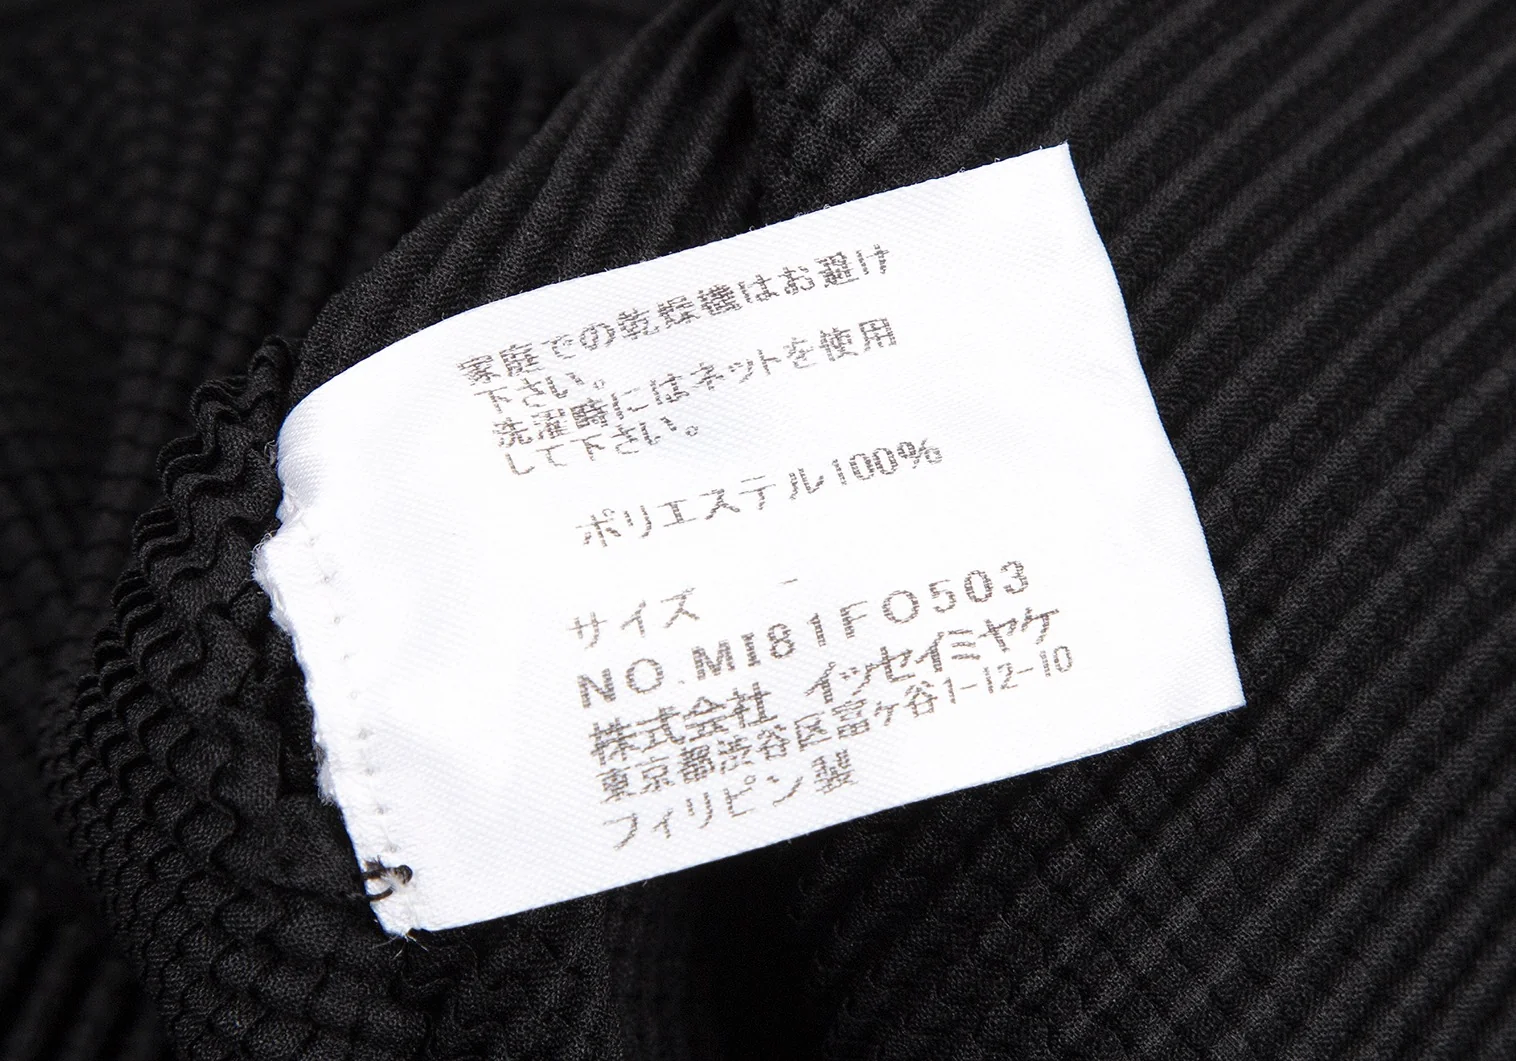 家庭での乾燥機はお避け
下さい。
洗濯時にはネットを使用
して下さい。
ポリエステル100%
サイズ -
NO.MI81FO503
株式会社 イッセイミヤケ
東京都渋谷区富ヶ谷1-12-10
フィリピン製